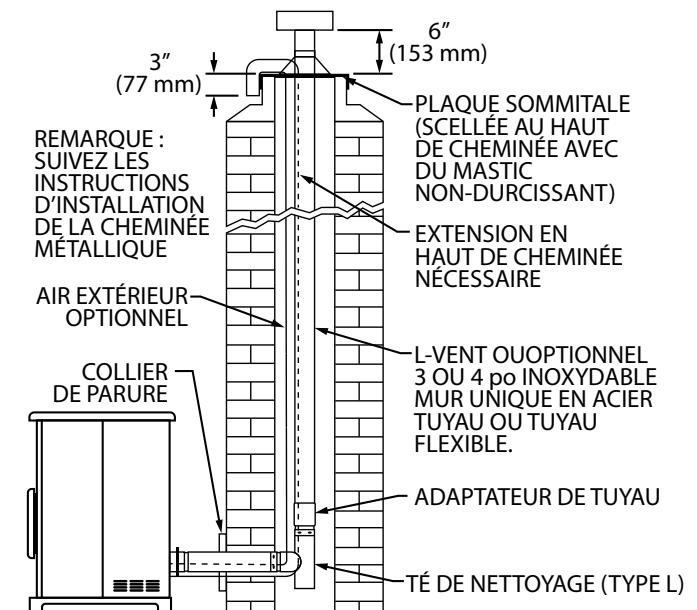 6”
(153 mm)
3”
(77 mm)
PLAQUE SOMMITALE
(SCELLÉE AU HAUT
DE CHEMINÉE AVEC
DU MASTIC
NON-DURCISSANT)
REMARQUE :
SUIVEZ LES
INSTRUCTIONS
D’INSTALLATION
DE LA CHEMINÉE
MÉTALLIQUE
EXTENSION EN
HAUT DE CHEMINÉE
NÉCESSAIRE
AIR EXTÉRIEUR
OPTIONNEL
L-VENT OUOPTIONNEL
3 OU 4 po INOXYDABLE
MUR UNIQUE EN ACIER
TUYAU OU TUYAU
FLEXIBLE.
COLLIER
DE PARURE
ADAPTATEUR DE TUYAU
TÉ DE NETTOYAGE (TYPE L)